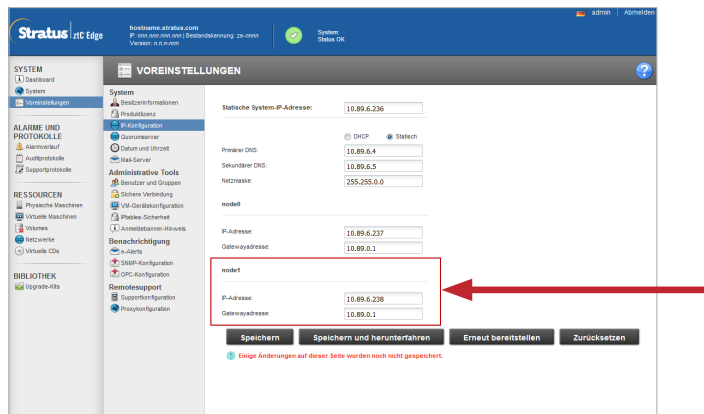 admin | Abmelden
Stratus ztC Edge
hostname.stratus.com
IP: nnn.nnn.nnn.nnn | Bestandskennung: ze-nnnn
Version: n.n.n-nnn
System:
Status OK
SYSTEM
Dashboard
System
Voreinstellungen
ALARME UND
PROTOKOLLE
Alarmverlauf
Auditprotokolle
Supportprotokolle
RESSOURCEN
Physische Maschinen
Virtuelle Maschinen
Volumes
Netzwerke
Virtuelle CDs
BIBLIOTHEK
Upgrade-Kits
VOREINSTELLUNGEN
System
Besitzerinformationen
Produktlizenz
IP-Konfiguration
Quorumserver
Datum und Uhrzeit
Mail-Server
Administrative Tools
Benutzer und Gruppen
Sichere Verbindung
VM-Gerätekonfiguration
IPtables-Sicherheit
Anmeldebanner-Hinweis
Benachrichtigung
e-Alerts
SNMP-Konfiguration
OPC-Konfiguration
Remotesupport
Supportkonfiguration
Proxykonfiguration
Statische System-IP-Adresse: 10.89.6.236
DHCP Statisch
Primärer DNS: 10.89.6.4
Sekundärer DNS: 10.89.6.5
Netzmaske: 255.255.0.0
node0
IP-Adresse: 10.89.6.237
Gatewayadresse: 10.89.0.1
node1
IP-Adresse: 10.89.6.238
Gatewayadresse: 10.89.0.1
Speichern Speichern und herunterfahren Erneut bereitstellen Zurücksetzen
Einige Änderungen auf dieser Seite wurden noch nicht gespeichert.